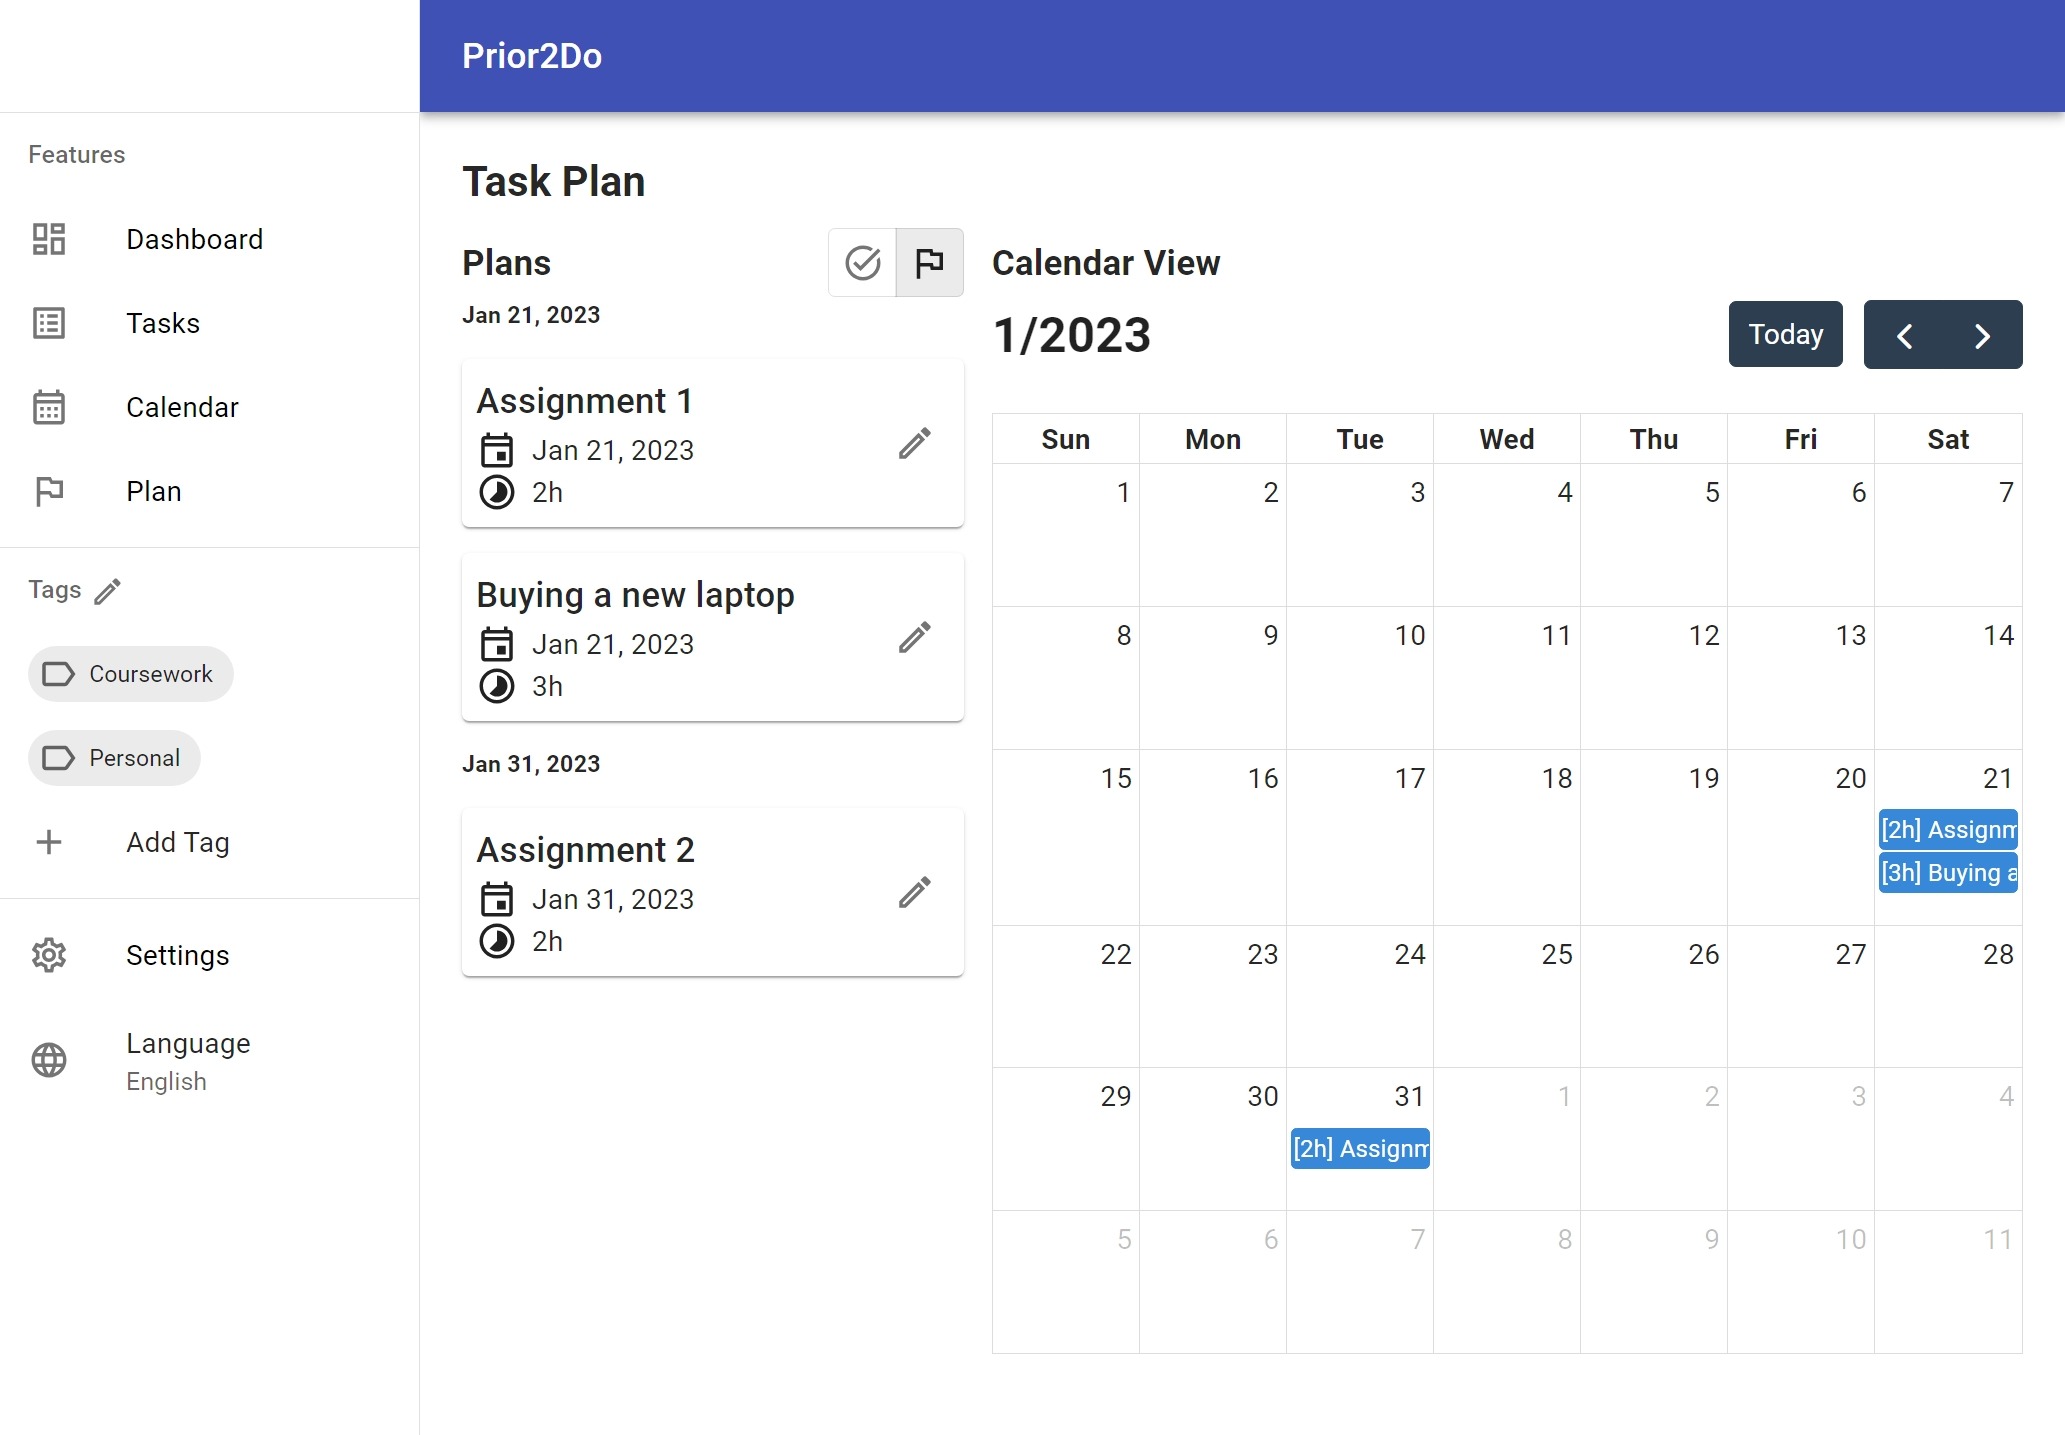 Prior2Do
Features
Dashboard
Tasks
Calendar
Plan
Tags
Coursework
Personal
Add Tag
Settings
Language
English
Task Plan
Plans
Jan 21, 2023
Assignment 1
Jan 21, 2023
2h
Buying a new laptop
Jan 21, 2023
3h
Jan 31, 2023
Assignment 2
Jan 31, 2023
2h
Calendar View
1/2023
Today
Sun Mon Tue Wed Thu Fri Sat
1 2 3 4 5 6 7
8 9 10 11 12 13 14
15 16 17 18 19 20 21
[2h] Assignm
[3h] Buying a
22 23 24 25 26 27 28
29 30 31 1 2 3 4
[2h] Assignm
5 6 7 8 9 10 11